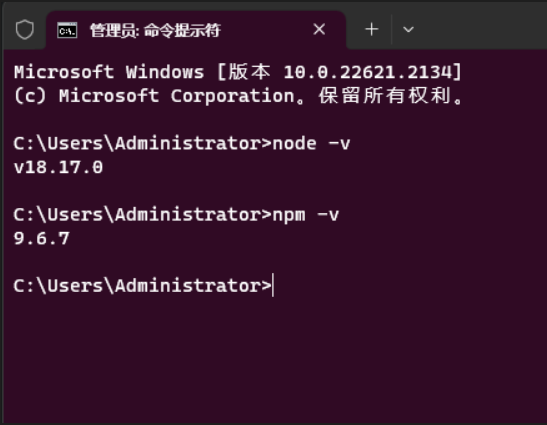 管理员: 命令提示符
Microsoft Windows [版本 10.0.22621.2134]
(c) Microsoft Corporation。保留所有权利。
C:\Users\Administrator>node -v
v18.17.0
C:\Users\Administrator>npm -v
9.6.7
C:\Users\Administrator>